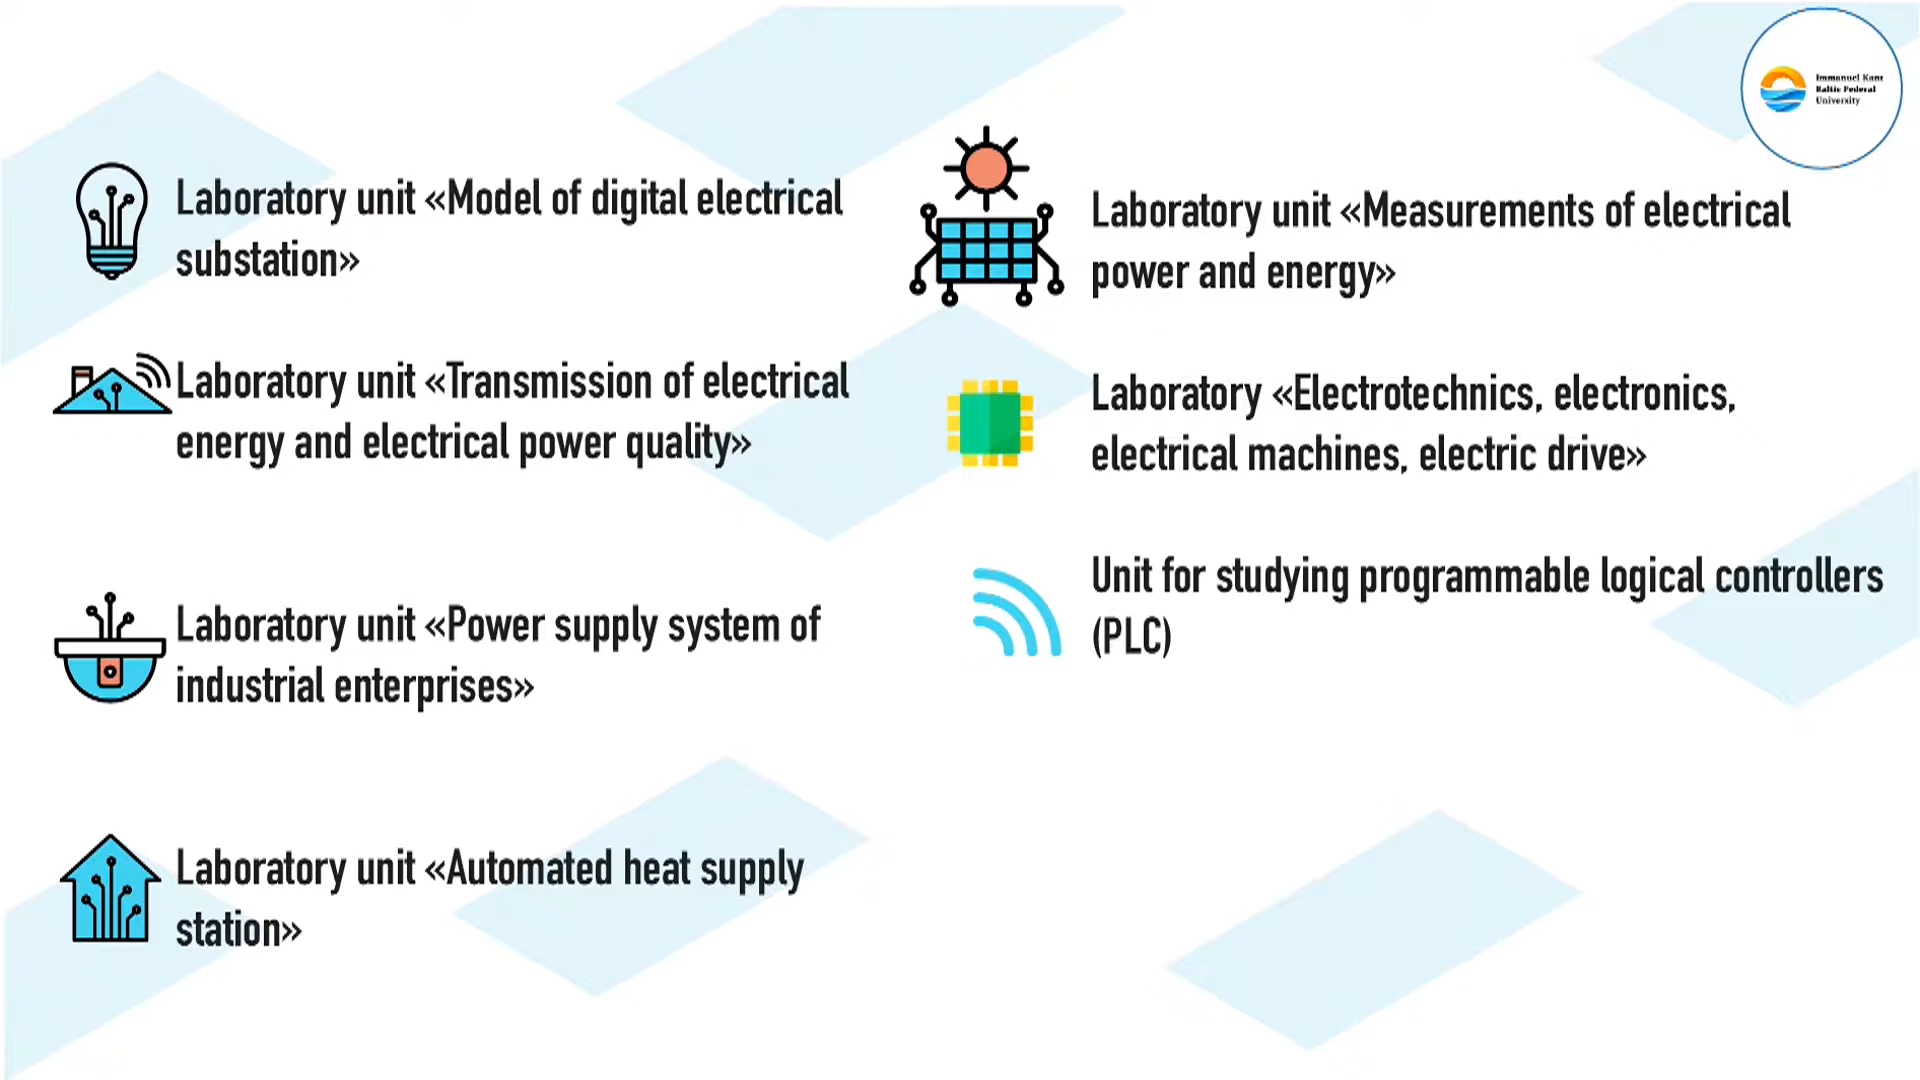 Immanuel Kant
Baltic Federal
University
Laboratory unit «Model of digital electrical
substation»
Laboratory unit «Transmission of electrical
energy and electrical power quality»
Laboratory unit «Power supply system of
industrial enterprises»
Laboratory unit «Automated heat supply
station»
Laboratory unit «Measurements of electrical
power and energy»
Laboratory «Electrotechnics, electronics,
electrical machines, electric drive»
Unit for studying programmable logical controllers
(PLC)